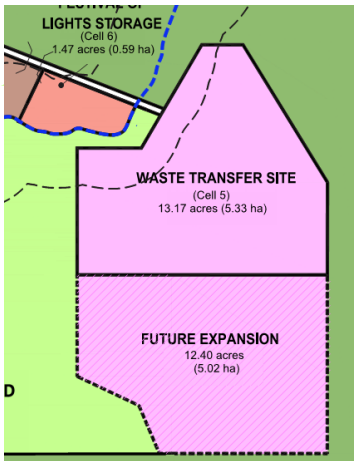 LIGHTS STORAGE
(Cell 6)
1.47 acres (0.59 ha)
WASTE TRANSFER SITE
(Cell 5)
13.17 acres (5.33 ha)
FUTURE EXPANSION
12.40 acres
(5.02 ha)
D